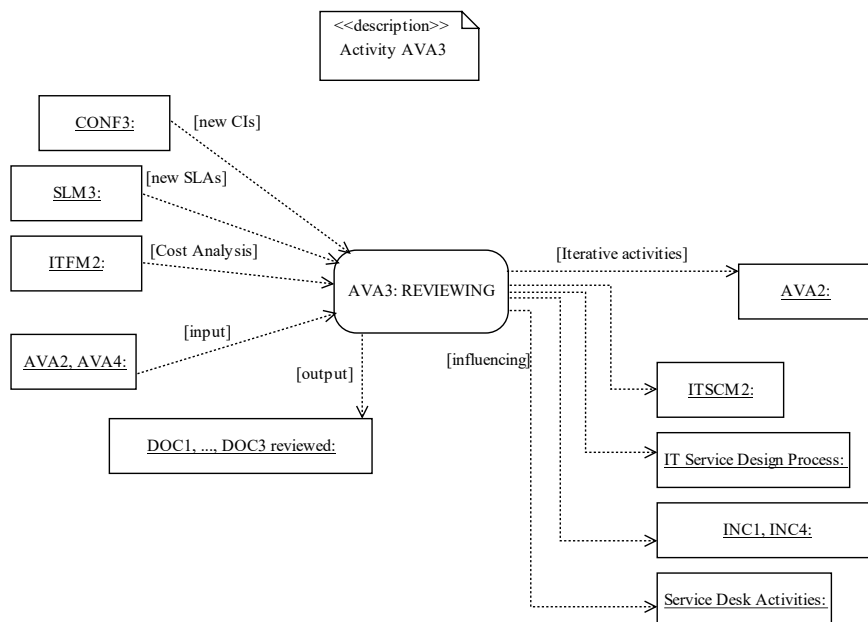 <<description>>
Activity AVA3
CONF3:
[new CIs]
SLM3:
[new SLAs]
ITFM2:
[Cost Analysis]
[Iterative activities]
AVA2:
AVA3: REVIEWING
[input]
AVA2, AVA4:
[output]
[influencing]
ITSCM2:
DOC1, ..., DOC3 reviewed:
IT Service Design Process:
INC1, INC4:
Service Desk Activities: